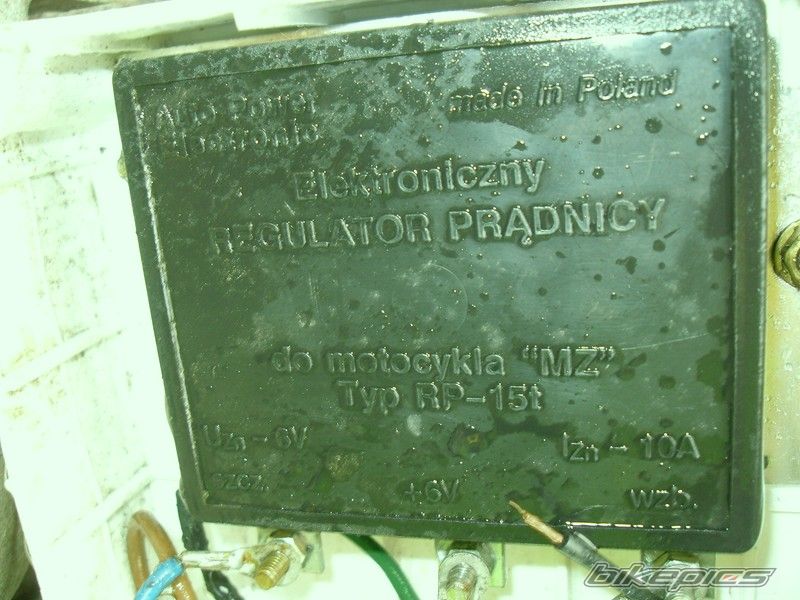 Auto Power made in Poland
Electronic
Elektroniczny
REGULATOR PRĄDNICY
do motocykla "MZ"
Typ RP-15t
Uzn - 6V Izn - 10A
szcz. +6V wzb.
bikepics